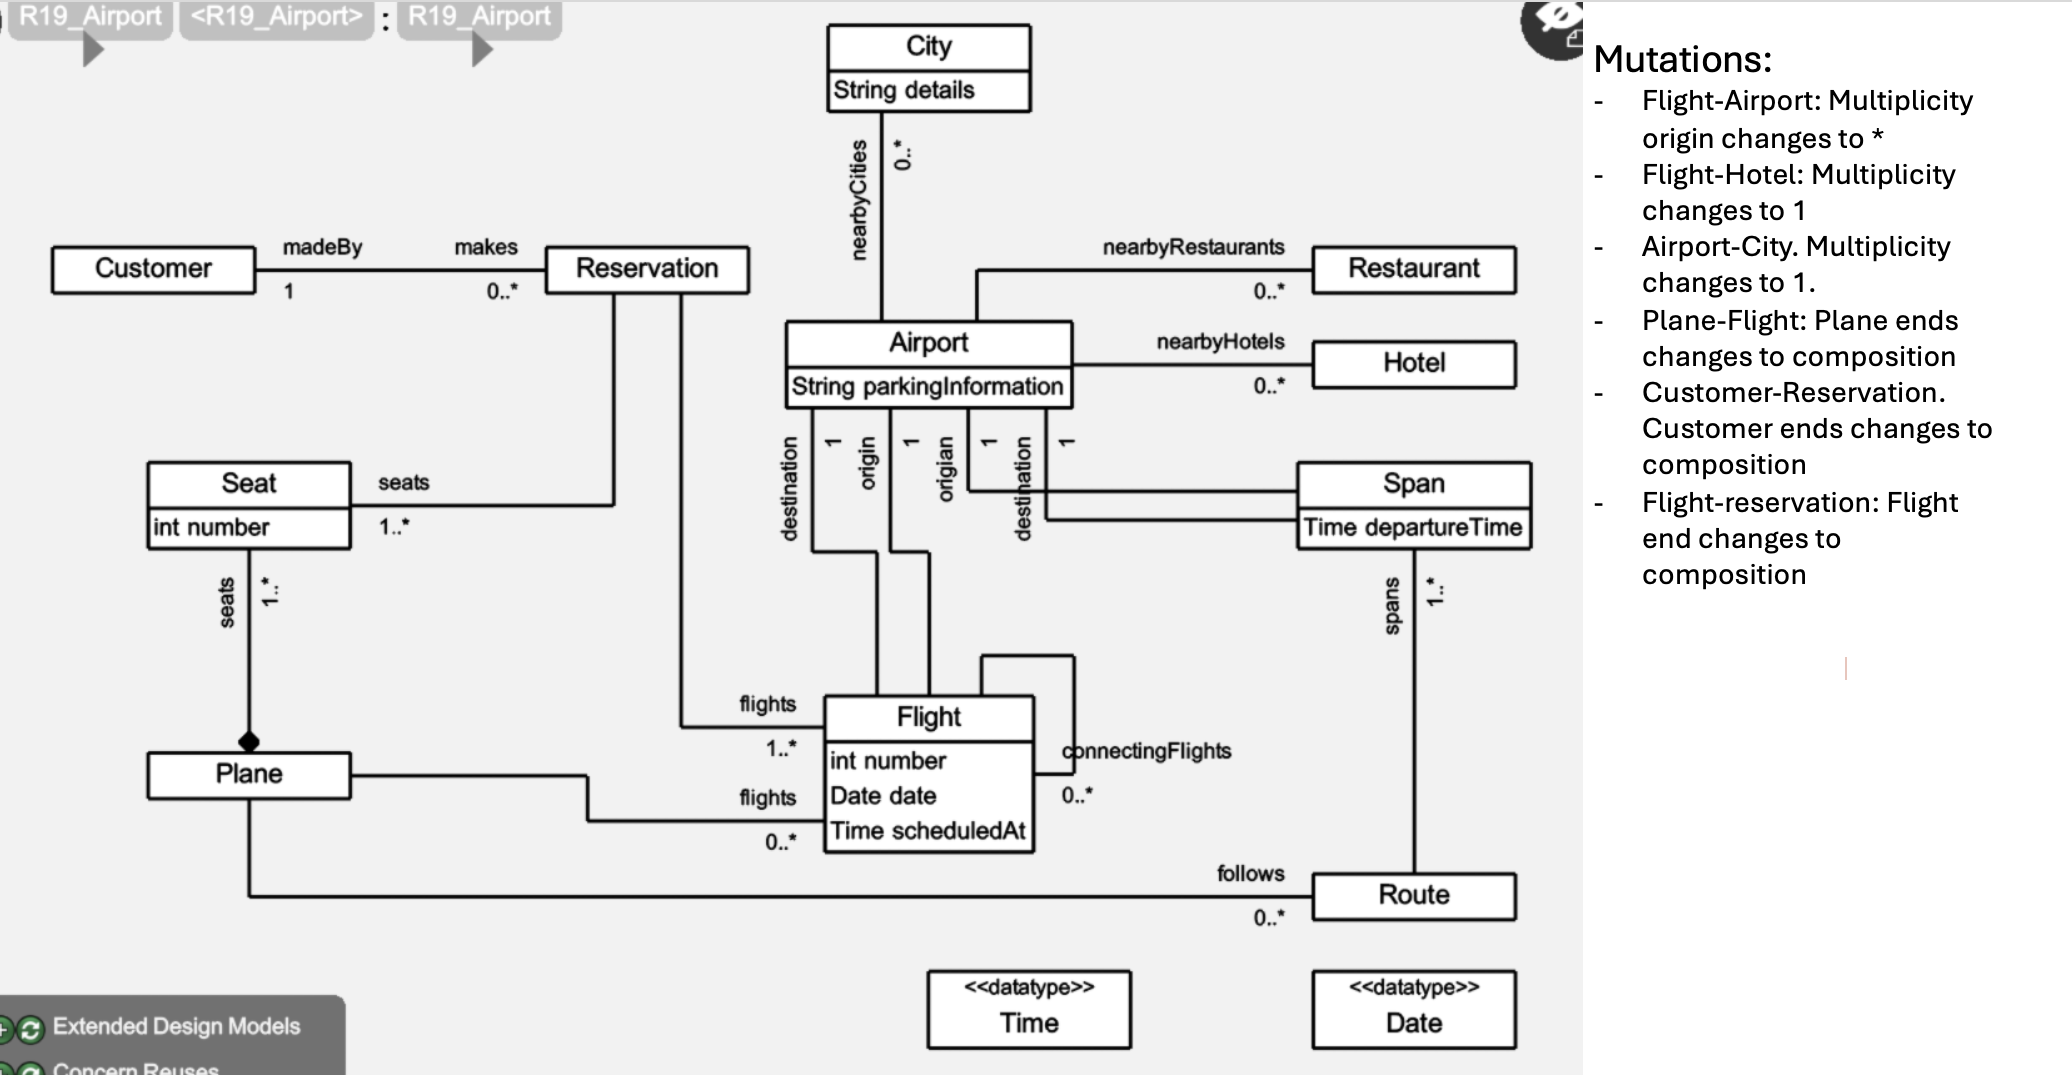 R19_Airport <R19_Airport> : R19_Airport
City
String details
nearbyCities
0..*
Customer
madeBy
makes
1
0..*
Reservation
nearbyRestaurants
0..*
Restaurant
Airport
String parkingInformation
nearbyHotels
0..*
Hotel
destination
1
origin
1
origian
1
destination
1
Seat
int number
seats
1..*
Span
Time departureTime
seats
1..*
spans
1..*
flights
1..*
Flight
int number
Date date
Time scheduledAt
connectingFlights
0..*
Plane
flights
0..*
follows
0..*
Route
<<datatype>>
Time
<<datatype>>
Date
Extended Design Models
Concern Reuses
Mutations:
- Flight-Airport: Multiplicity
origin changes to *
- Flight-Hotel: Multiplicity
changes to 1
- Airport-City. Multiplicity
changes to 1.
- Plane-Flight: Plane ends
changes to composition
- Customer-Reservation.
Customer ends changes to
composition
- Flight-reservation: Flight
end changes to
composition